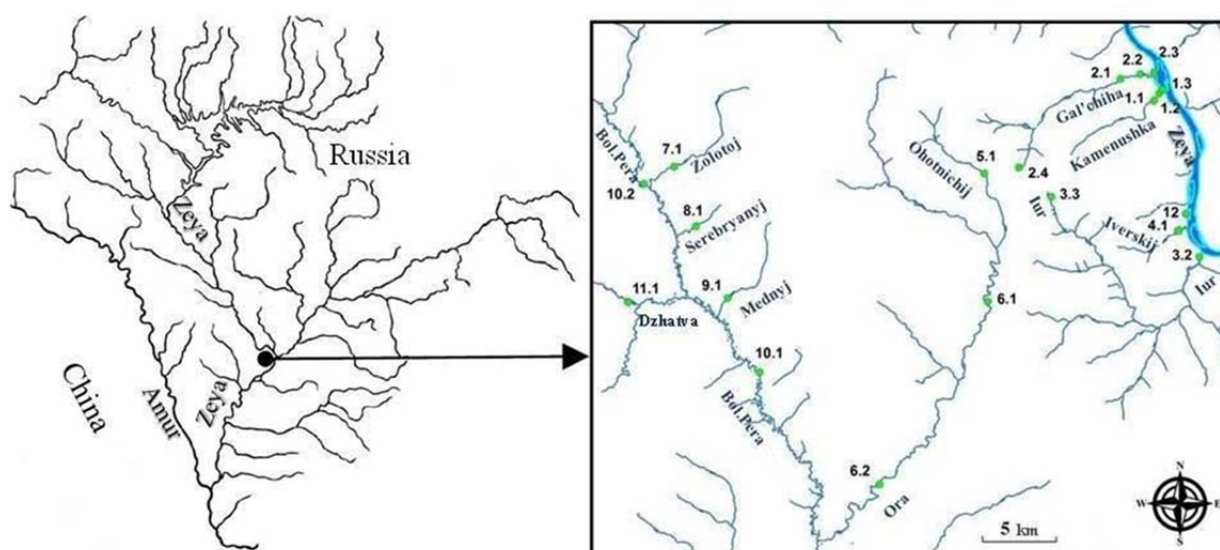 Russia
Zeya
China
Amur
Zeya
2.3
2.2
2.1
1.3
Gal'chiha
1.1
1.2
Kamenushka
Zeya
Bol.Pera
7.1
Zolotoj
10.2
Ohotnichij
5.1
2.4
3.3
Iur
8.1
Serebryanyj
12
4.1
Iverskij
3.2
Iur
11.1
9.1
Mednyj
Dzhatva
6.1
10.1
Bol.Pera
6.2
Ora
5 km
N
W
E
S